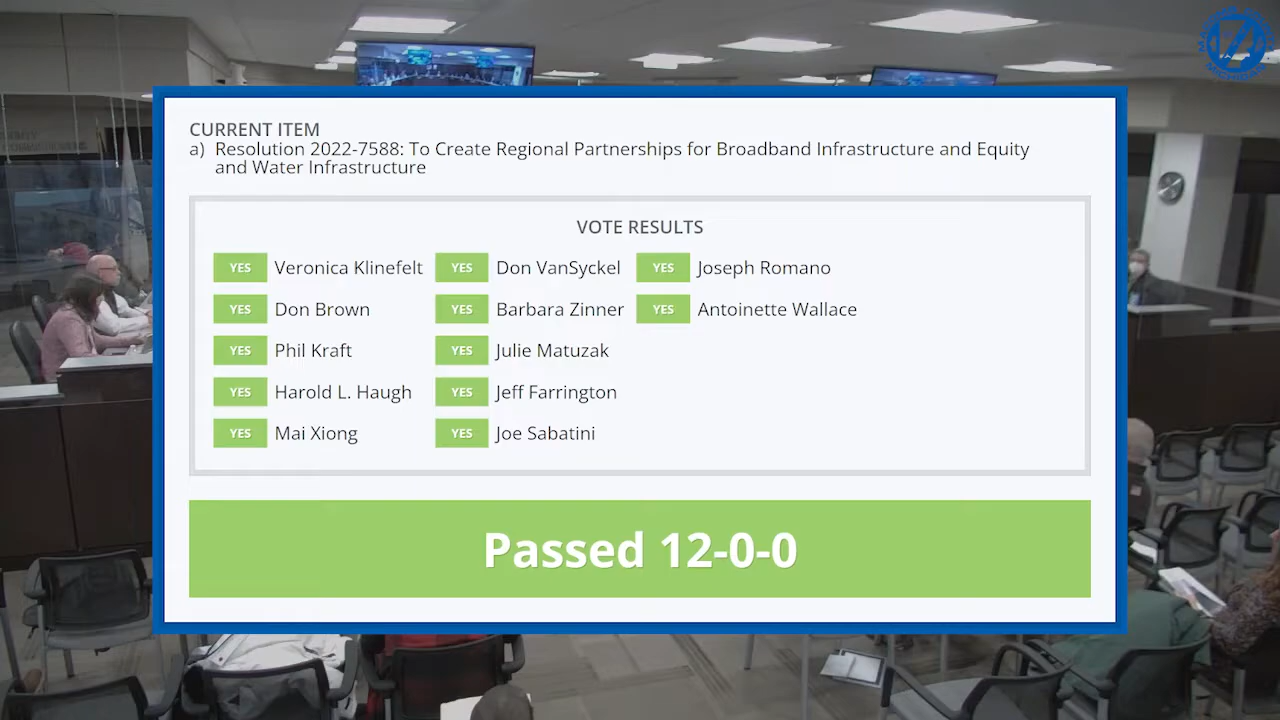 CURRENT ITEM
a) Resolution 2022-7588: To Create Regional Partnerships for Broadband Infrastructure and Equity
and Water Infrastructure
VOTE RESULTS
YES Veronica Klinefelt YES Don VanSyckel YES Joseph Romano
YES Don Brown YES Barbara Zinner YES Antoinette Wallace
YES Phil Kraft YES Julie Matuzak
YES Harold L. Haugh YES Jeff Farrington
YES Mai Xiong YES Joe Sabatini
Passed 12-0-0
MICHIGAN